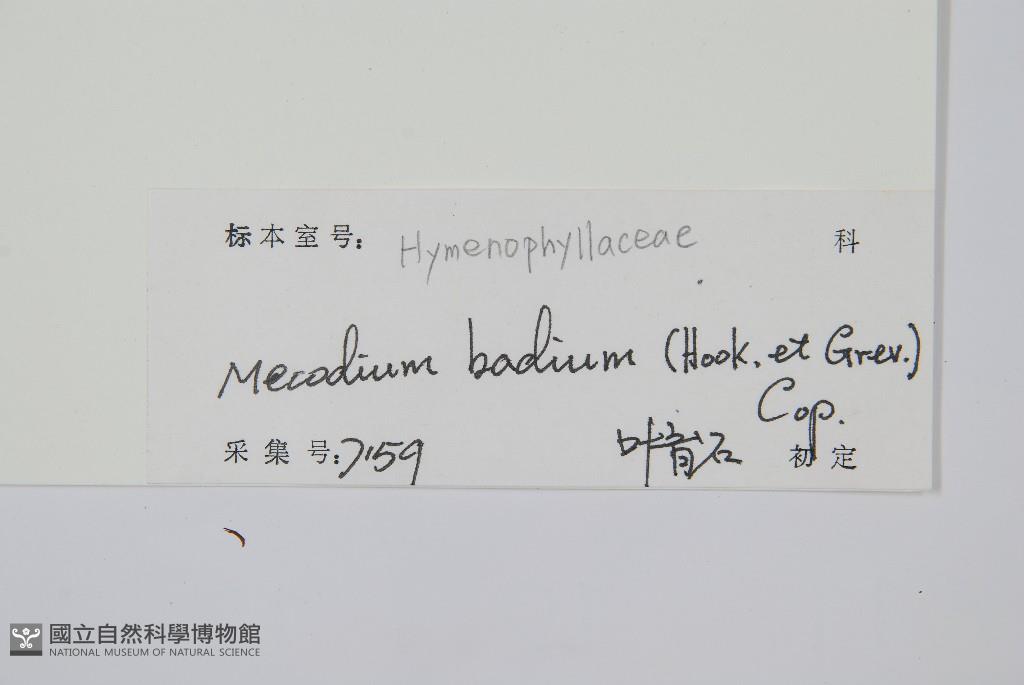 标本室号: Hymenophyllaceae 科
Mecodium badium (Hook. et Grev.)
Cop.
采集号: 7159 叶育石 初定
國立自然科學博物館
NATIONAL MUSEUM OF NATURAL SCIENCE